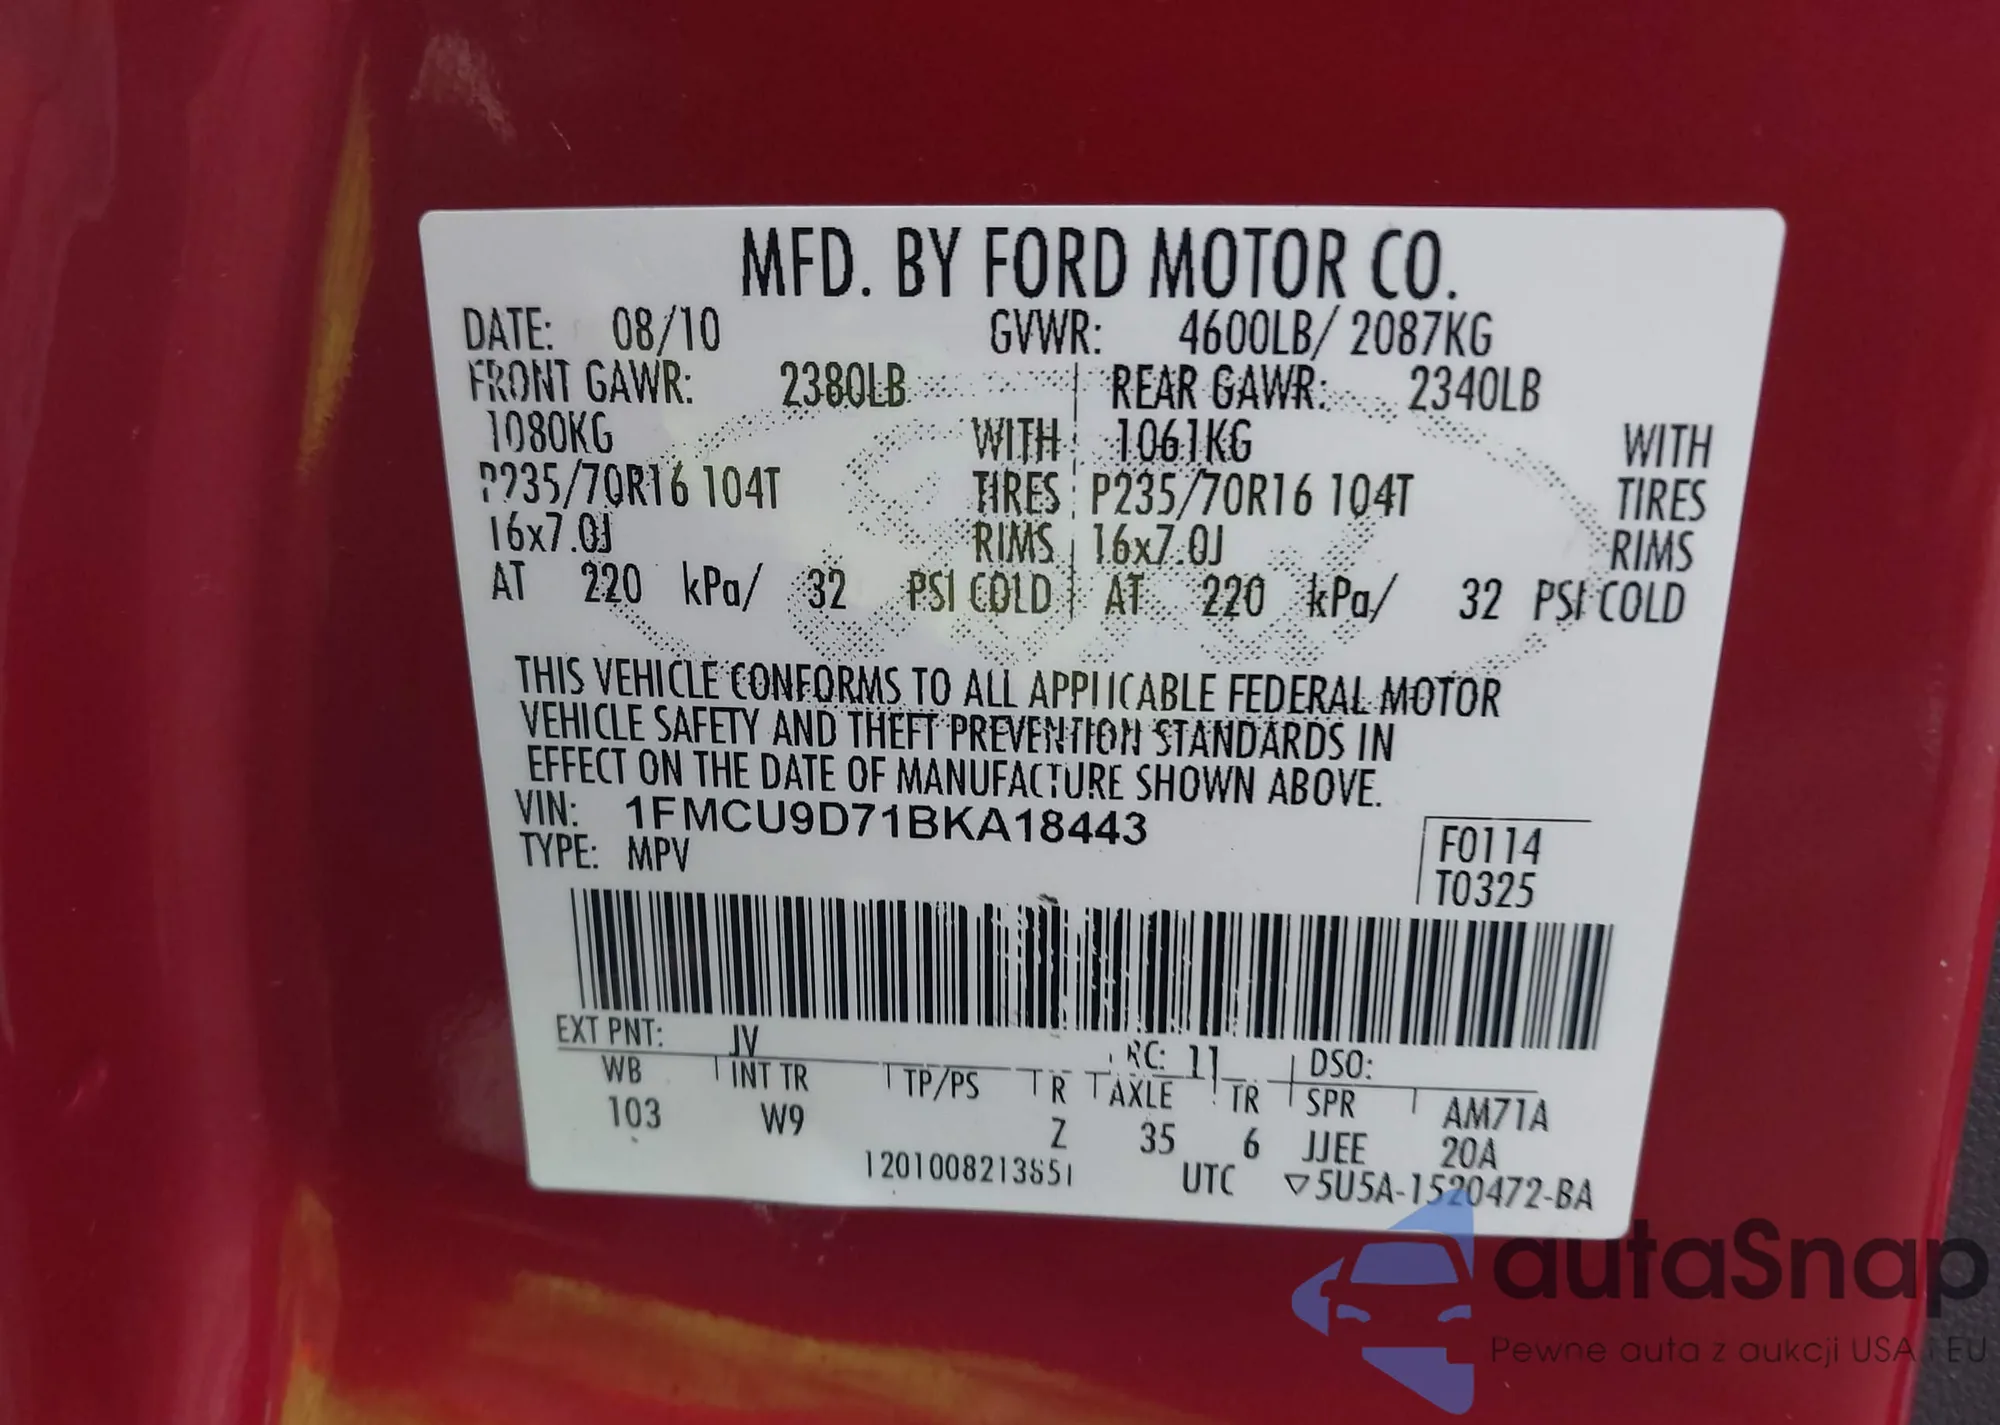 MFD. BY FORD MOTOR CO.
DATE: 08/10 GVWR: 4600LB/ 2087KG
FRONT GAWR: 2380LB REAR GAWR: 2340LB
1080KG WITH 1061KG WITH
P235/70R16 104T TIRES P235/70R16 104T TIRES
16x7.0J RIMS 16x7.0J RIMS
AT 220 kPa/ 32 PSI COLD AT 220 kPa/ 32 PSI COLD
THIS VEHICLE CONFORMS TO ALL APPLICABLE FEDERAL MOTOR
VEHICLE SAFETY AND THEFT PREVENTION STANDARDS IN
EFFECT ON THE DATE OF MANUFACTURE SHOWN ABOVE.
VIN: 1FMCU9D71BKA18443
TYPE: MPV
F0114
T0325
EXT PNT: JV RC: 11 DSO:
WB INT TR TP/PS R AXLE TR SPR AM71A
103 W9 Z 35 6 JJEE 20A
UTC ▽5U5A-1520472-BA
autaSnap
Pewne auta z aukcji USA i EU